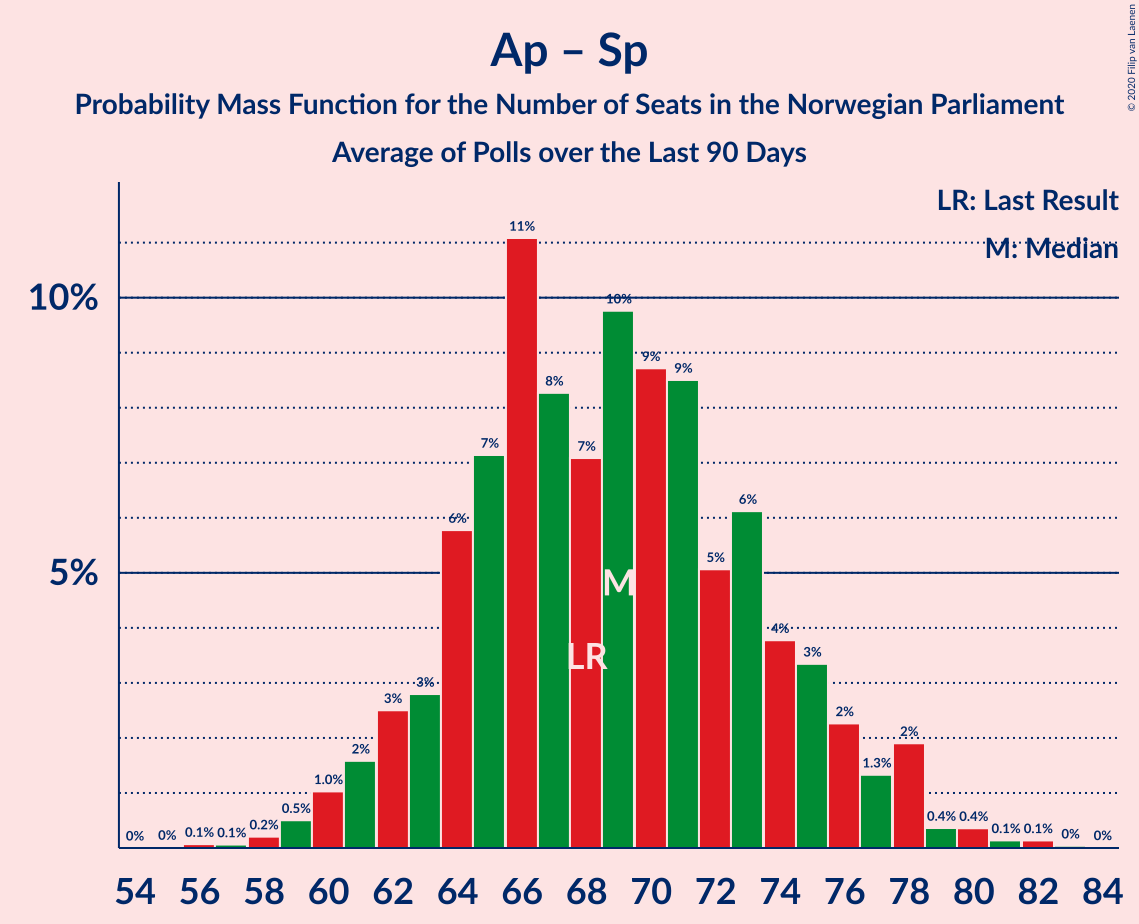 Ap – Sp
Probability Mass Function for the Number of Seats in the Norwegian Parliament
Average of Polls over the Last 90 Days
© 2020 Filip van Laenen
LR: Last Result
M: Median
10%
5%
0% 0% 0.1% 0.1% 0.2% 0.5% 1.0% 2% 3% 3% 6% 7% 11% 8% 7% 10% 9% 9% 5% 6% 4% 3% 2% 1.3% 2% 0.4% 0.4% 0.1% 0.1% 0% 0%
M
LR
54 56 58 60 62 64 66 68 70 72 74 76 78 80 82 84